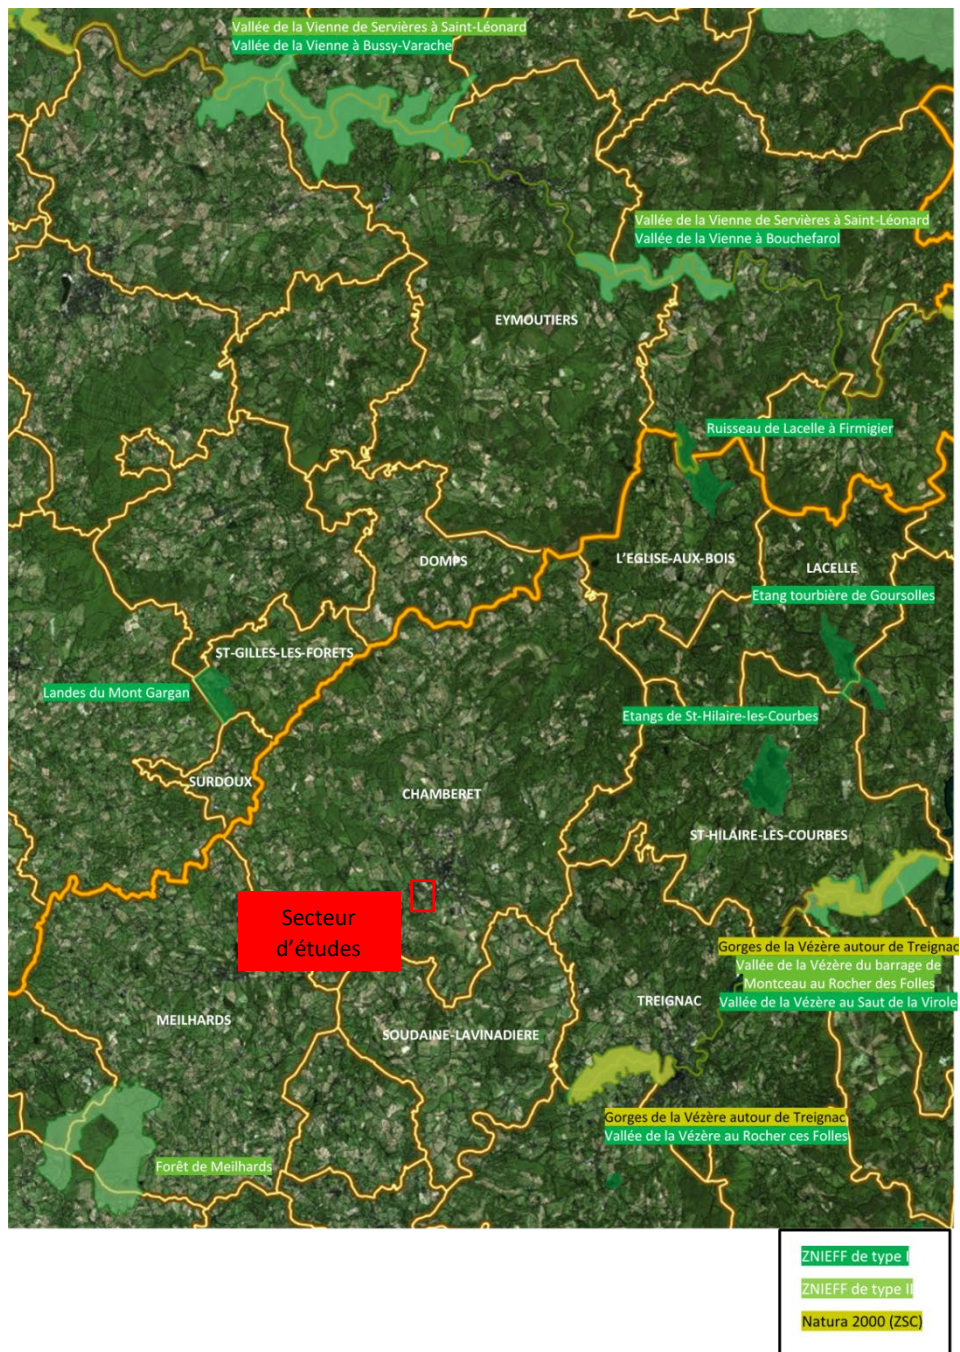 Vallée de la Vienne de Servières à Saint-Léonard
Vallée de la Vienne à Bussy-Varache
Vallée de la Vienne de Servières à Saint-Léonard
Vallée de la Vienne à Bouchefarol
EYMOUTIERS
Ruisseau de Lacelle à Firmigier
DOMPS
L'EGLISE-AUX-BOIS
LACELLE
Etang tourbière de Goursolles
ST-GILLES-LES-FORETS
Landes du Mont Gargan
Etangs de St-Hilaire-les-Courbes
SURDOUX
CHAMBERET
ST-HILAIRE-LES-COURBES
Secteur
d'études
Gorges de la Vézère autour de Treignac
Vallée de la Vézère du barrage de
Montceau au Rocher des Folles
Vallée de la Vézère au Saut de la Virole
TREIGNAC
MEILHARDS
SOUDAINE-LAVINADIERE
Gorges de la Vézère autour de Treignac
Vallée de la Vézère au Rocher ces Folles
Forêt de Meilhards
ZNIEFF de type I
ZNIEFF de type II
Natura 2000 (ZSC)